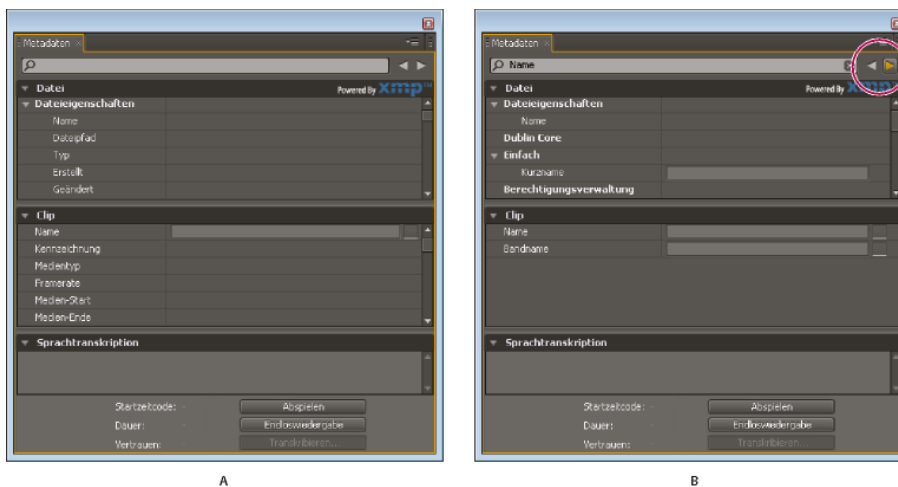 Metadaten
Datei
Powered By xmp
Dateieigenschaften
Name
Dateipfad
Typ
Erstellt
Geändert
Clip
Name
Kennzeichnung
Medientyp
Framerate
Medien-Start
Medien-Ende
Sprachtranskription
Startzeitcode:
Abspielen
Dauer:
Endloswiedergabe
Vertrauen:
Transkribieren...
A
Metadaten
Name
Datei
Powered By xmp
Dateieigenschaften
Name
Dublin Core
Einfach
Kurzname
Berechtigungsverwaltung
Clip
Name
Bandname
Sprachtranskription
Startzeitcode:
Abspielen
Dauer:
Endloswiedergabe
Vertrauen:
Transkribieren...
B